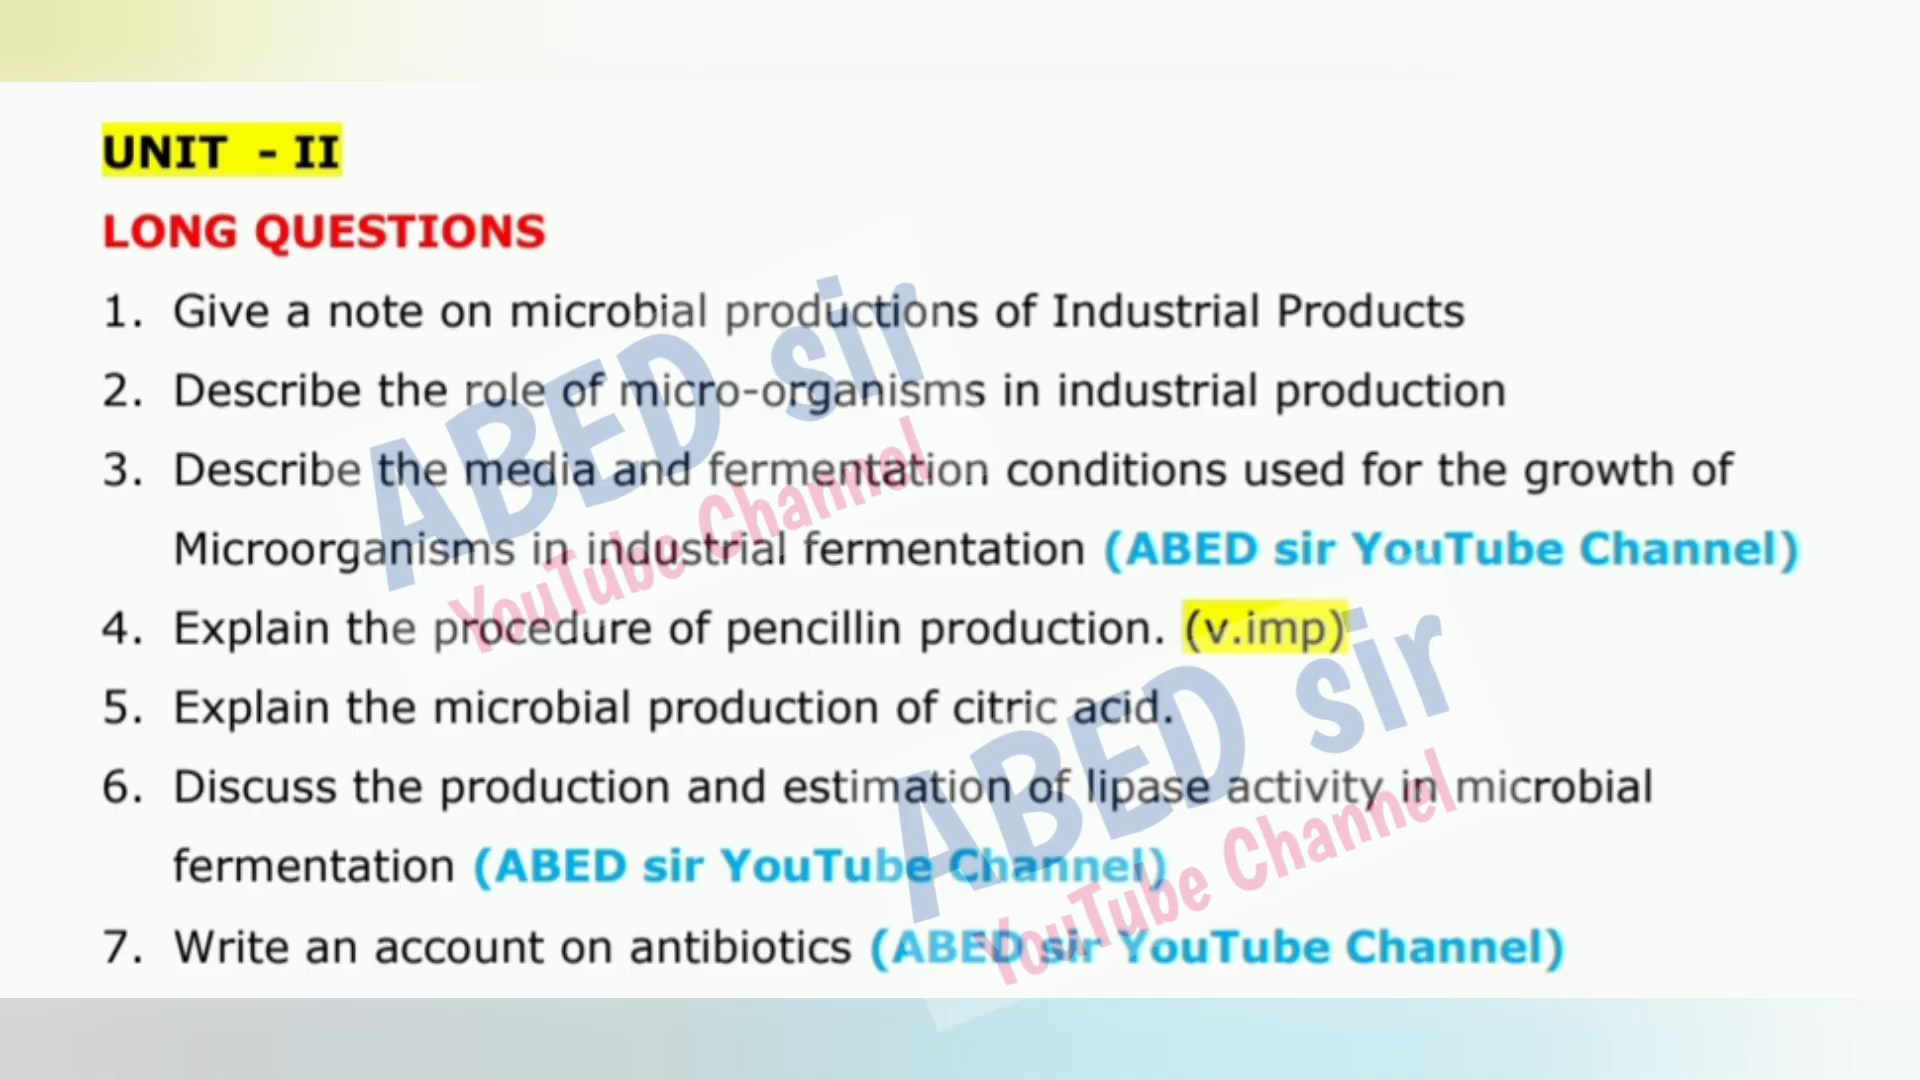 UNIT - II
LONG QUESTIONS
1. Give a note on microbial productions of Industrial Products
2. Describe the role of micro-organisms in industrial production
3. Describe the media and fermentation conditions used for the growth of
Microorganisms in industrial fermentation (ABED sir YouTube Channel)
4. Explain the procedure of pencillin production. (v.imp)
5. Explain the microbial production of citric acid.
6. Discuss the production and estimation of lipase activity in microbial
fermentation (ABED sir YouTube Channel)
7. Write an account on antibiotics (ABED sir YouTube Channel)
ABED sir
YouTube Channel
ABED sir
YouTube Channel